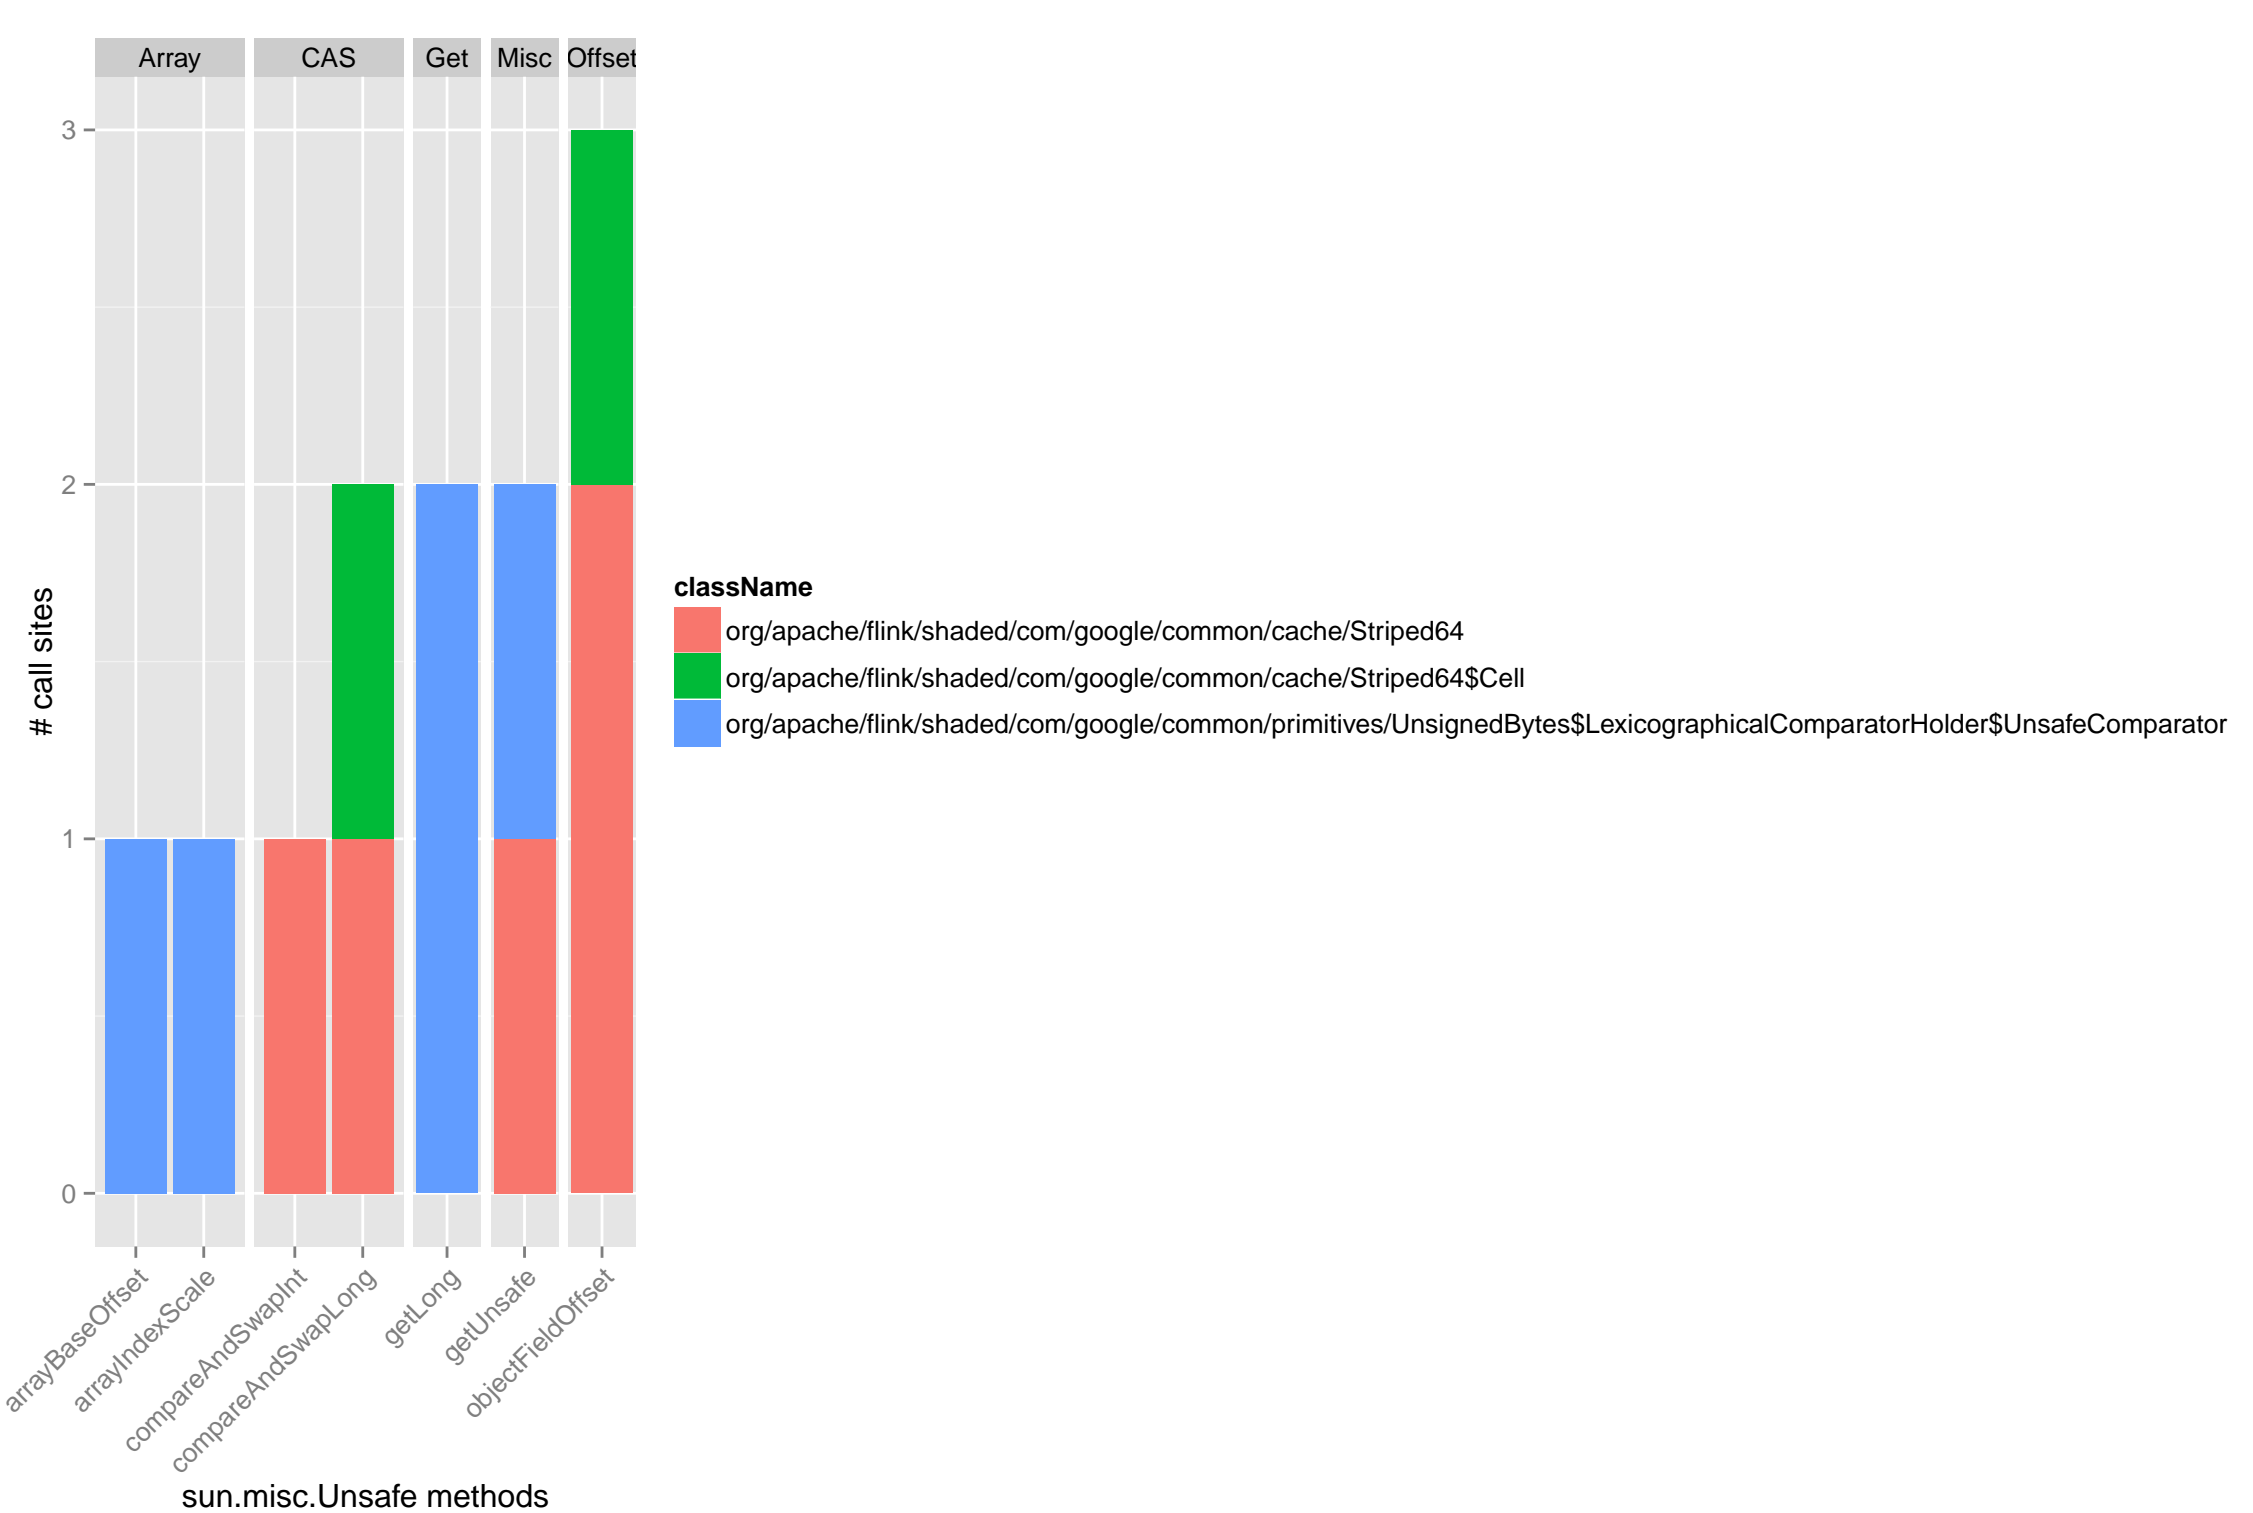 Array CAS Get Misc Offset
3
2
1
0
# call sites
arrayBaseOffset
arrayIndexScale
compareAndSwapInt
compareAndSwapLong
getLong
getUnsafe
objectFieldOffset
sun.misc.Unsafe methods
className
org/apache/flink/shaded/com/google/common/cache/Striped64
org/apache/flink/shaded/com/google/common/cache/Striped64$Cell
org/apache/flink/shaded/com/google/common/primitives/UnsignedBytes$LexicographicalComparatorHolder$UnsafeComparator